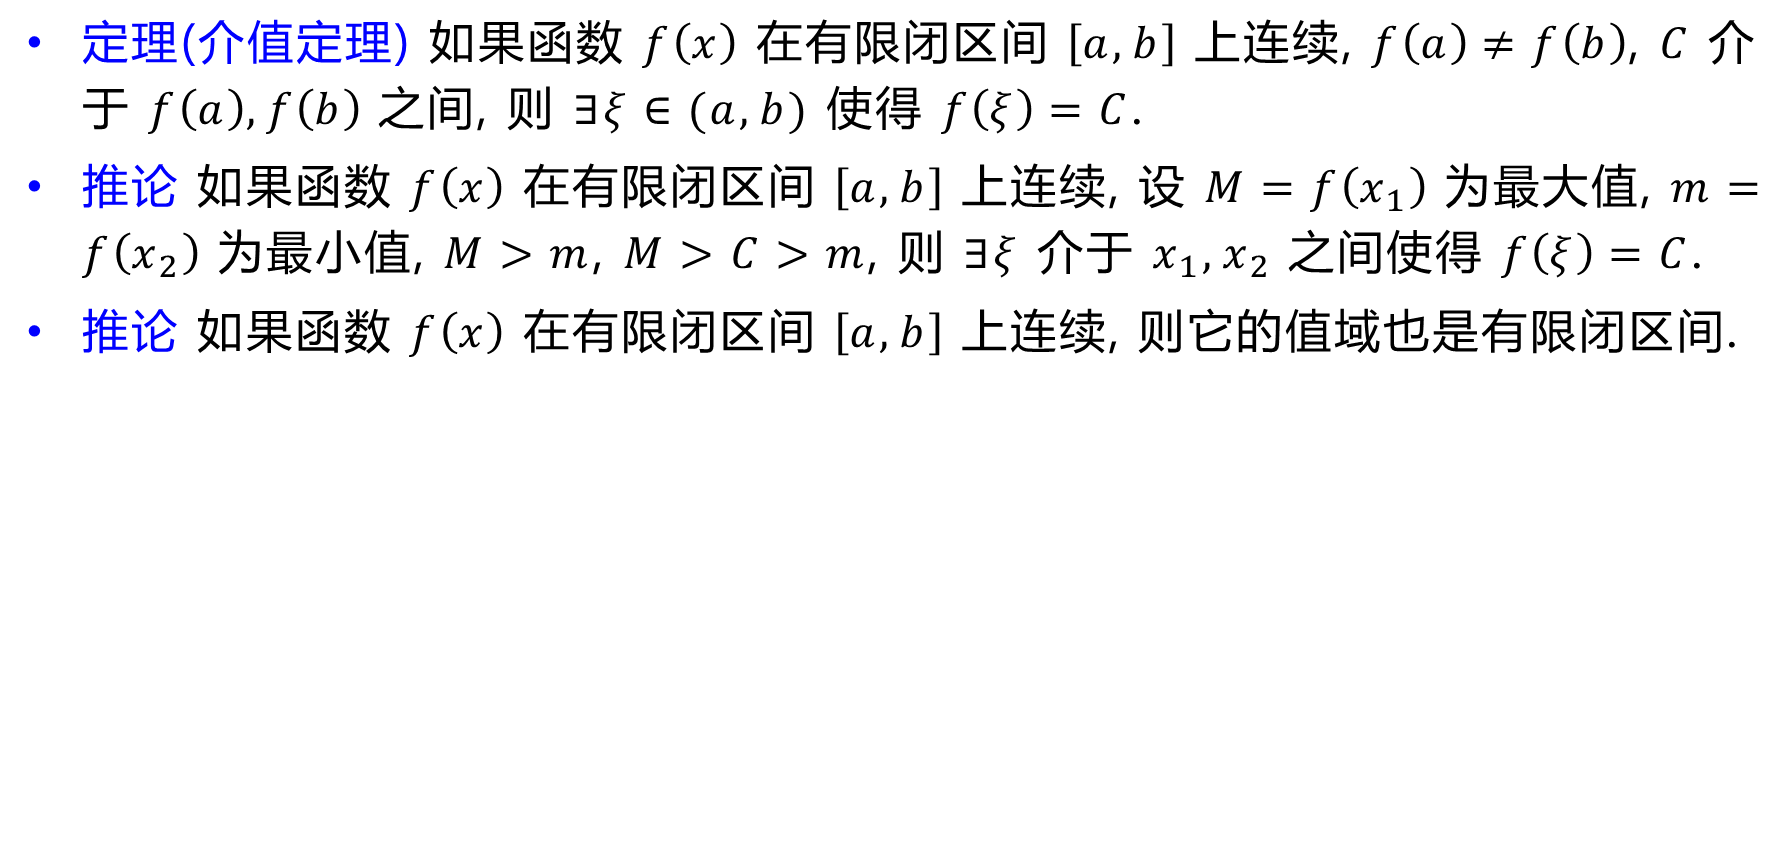 • 定理(介值定理) 如果函数 f(x) 在有限闭区间 [a, b] 上连续, f(a) ≠ f(b), C 介
于 f(a), f(b) 之间, 则 ∃ξ ∈ (a, b) 使得 f(ξ) = C.
• 推论 如果函数 f(x) 在有限闭区间 [a, b] 上连续, 设 M = f(x₁) 为最大值, m =
f(x₂) 为最小值, M > m, M > C > m, 则 ∃ξ 介于 x₁, x₂ 之间使得 f(ξ) = C.
• 推论 如果函数 f(x) 在有限闭区间 [a, b] 上连续, 则它的值域也是有限闭区间.